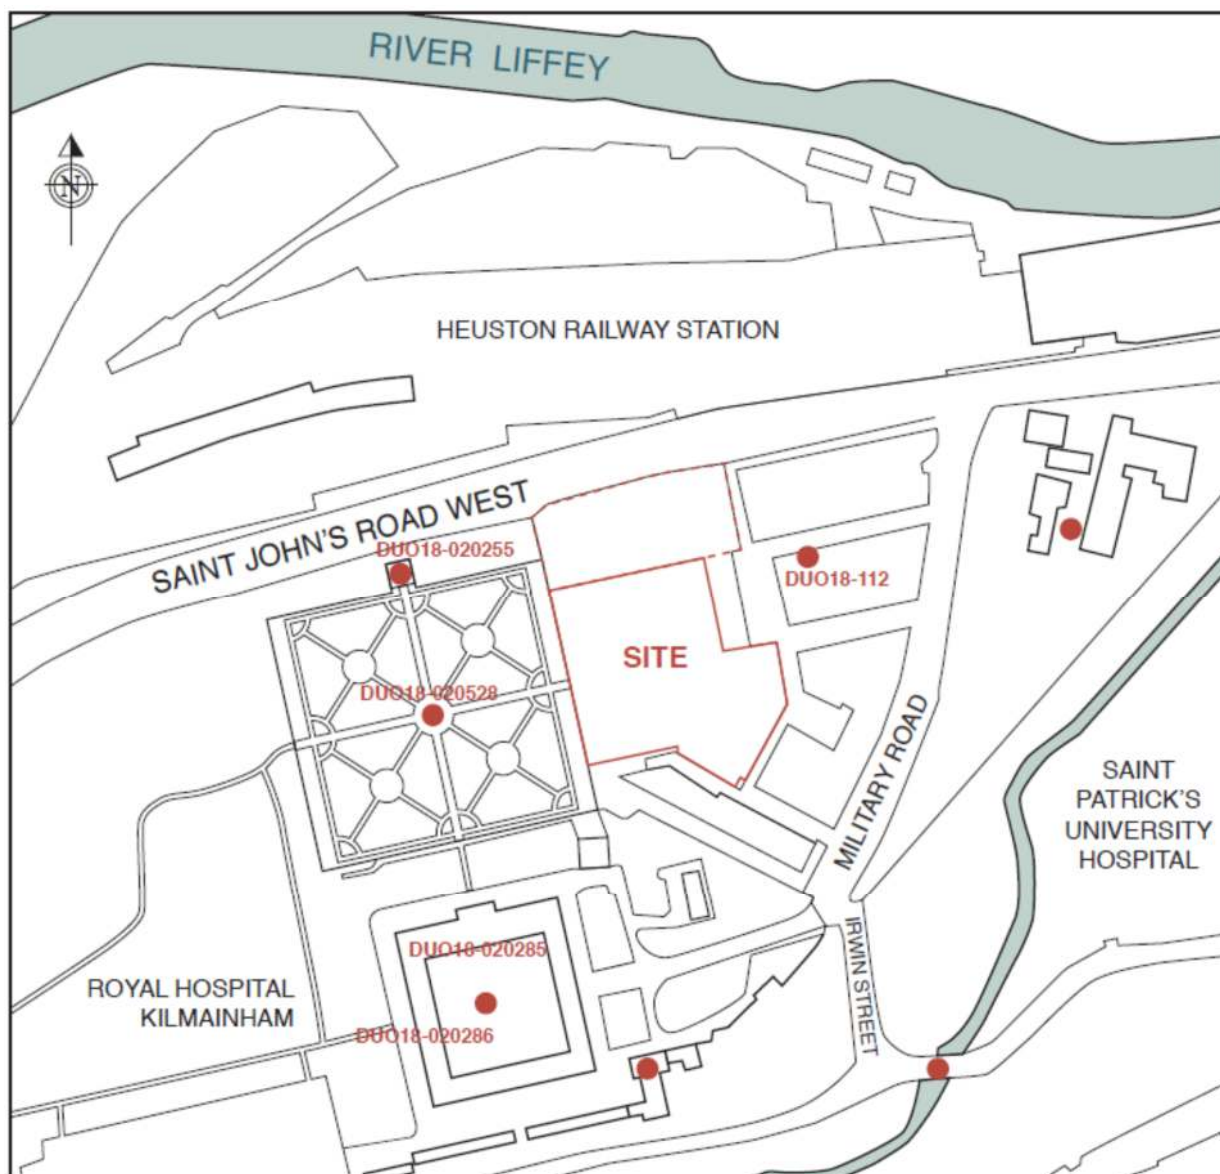 RIVER LIFFEY
N
HEUSTON RAILWAY STATION
SAINT JOHN'S ROAD WEST
DUO18-020255
DUO18-112
SITE
DUO18-020528
MILITARY ROAD
SAINT
PATRICK'S
UNIVERSITY
HOSPITAL
IRWIN STREET
DUO18-020285
ROYAL HOSPITAL
KILMAINHAM
DUO18-020286